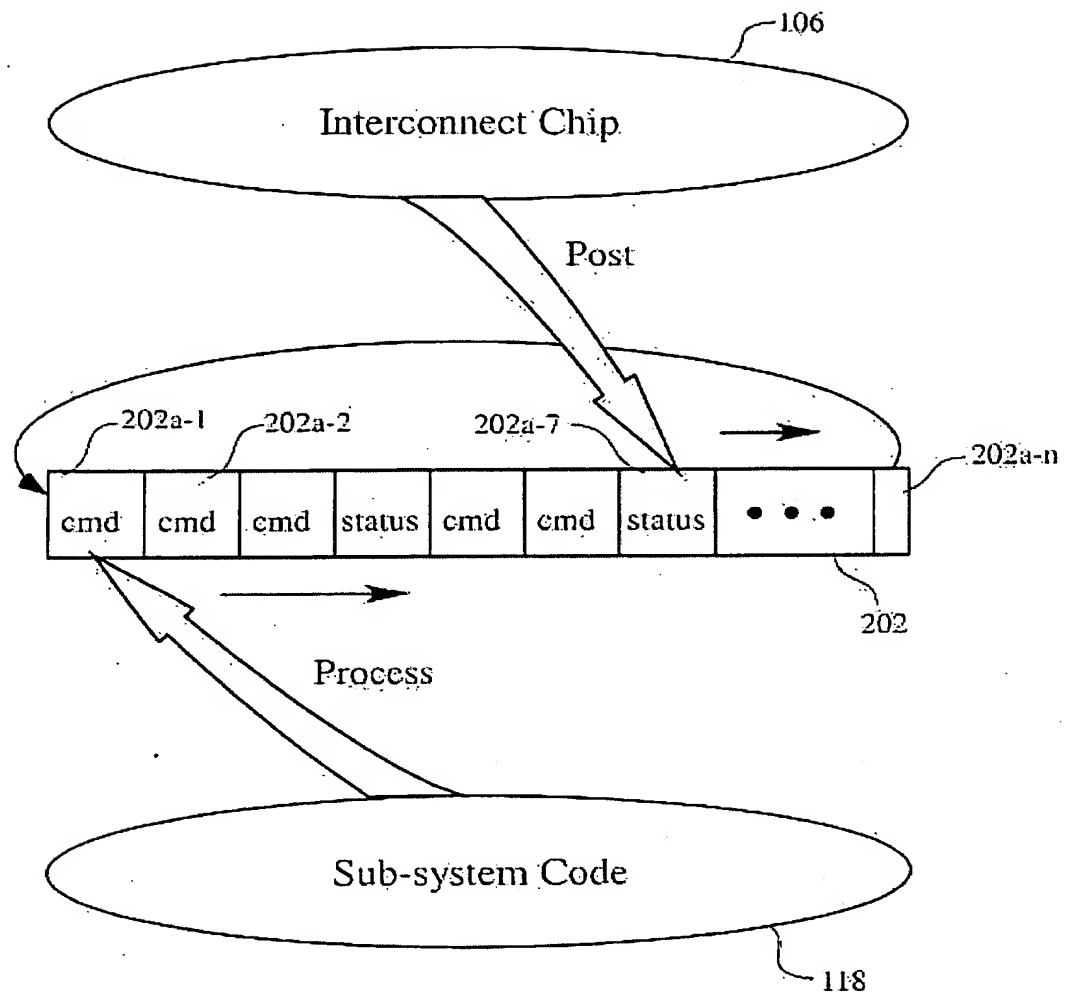 106
Interconnect Chip
Post
202a-1
202a-2
202a-7
202a-n
cmd cmd cmd status cmd cmd status
202
Process
Sub-system Code
118